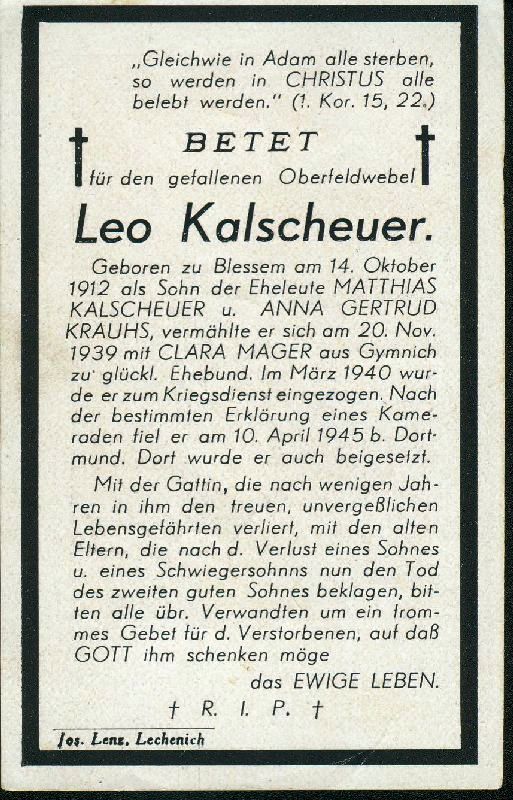 „Gleichwie in Adam alle sterben,
so werden in CHRISTUS alle
belebt werden." (1. Kor. 15, 22.)
BETET
für den gefallenen Oberfeldwebel
Leo Kalscheuer.
Geboren zu Blessem am 14. Oktober
1912 als Sohn der Eheleute MATTHIAS
KALSCHEUER u. ANNA GERTRUD
KRAUHS, vermählte er sich am 20. Nov.
1939 mit CLARA MAGER aus Gymnich
zu glückl. Ehebund. Im März 1940 wur-
de er zum Kriegsdienst eingezogen. Nach
der bestimmten Erklörung eines Kame-
raden fiel er am 10. April 1945 b. Dort-
mund. Dort wurde er auch beigesetzt.
Mit der Gattin, die nach wenigen Jah-
ren in ihm den treuen, unvergeßlichen
Lebensgefährten verliert, mit den alten
Eltern, die nach d. Verlust eines Sohnes
u. eines Schwiegersohnns nun den Tod
des zweiten guten Sohnes beklagen, bit-
ten alle übr. Verwandten um ein from-
mes Gebet für d. Verstorbenen, auf daß
GOTT ihm schenken möge
das EWIGE LEBEN.
† R. I. P. †
Jos. Lenz, Lechenich